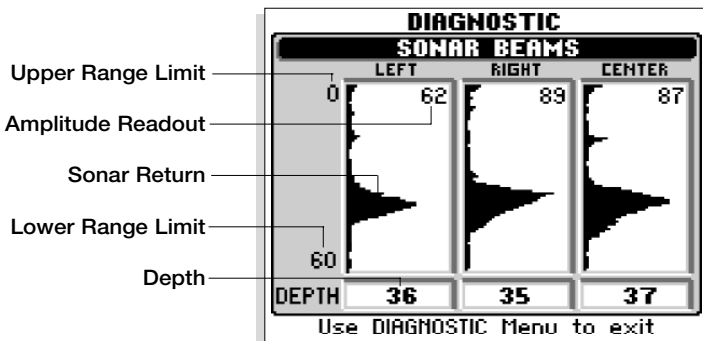 DIAGNOSTIC
SONAR BEAMS
LEFT RIGHT CENTER
Upper Range Limit
0 62 89 87
Amplitude Readout
Sonar Return
Lower Range Limit
60
Depth
DEPTH 36 35 37
Use DIAGNOSTIC Menu to exit